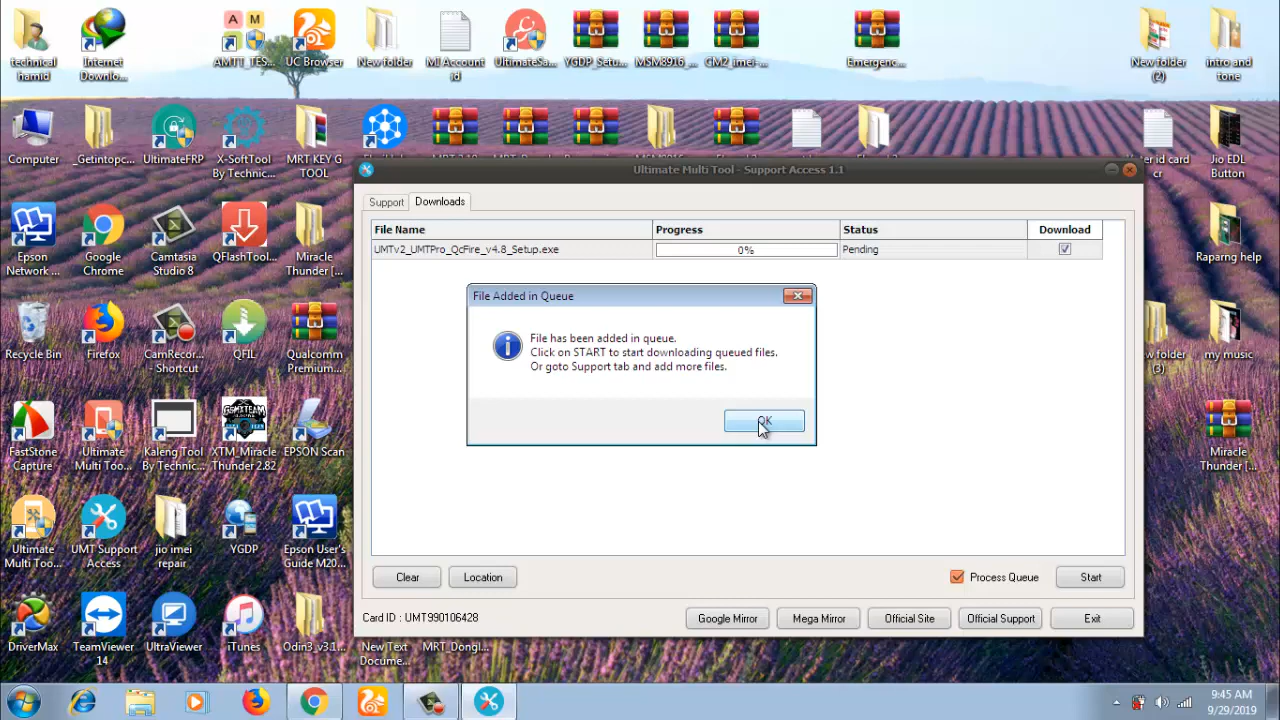 technical
hamid
Internet
Downlo...
A M
AMTT_TES...
UC Browser
New folder
MI Account
id
UltimateSa...
YGDP_Setu...
MSM8916_...
CM2_imei-...
Emergenc...
New folder
(2)
intro and
tone
Computer
_Getintopc...
UltimateFRP
X-SoftTool
By Technic...
MRT KEY G
TOOL
id card
cr
Jio EDL
Button
Ultimate Multi Tool - Support Access 1.1
Support
Downloads
File Name
Progress
Status
Download
UMTv2_UMTPro_QcFire_v4.8_Setup.exe
0%
Pending
Epson
Network ...
Google
Chrome
Camtasia
Studio 8
QFlashTool...
Miracle
Thunder [...
Raparng help
File Added in Queue
File has been added in queue.
Click on START to start downloading queued files.
Or goto Support tab and add more files.
OK
Recycle Bin
Firefox
CamRecor...
- Shortcut
QFIL
Qualcomm
Premium...
folder
(3)
my music
FastStone
Capture
Ultimate
Multi Too...
Kaleng Tool
By Technic...
GSM X TEAM
XTM_Miracle
Thunder 2.82
EPSON Scan
Miracle
Thunder [...
Ultimate
Multi Too...
UMT Support
Access
jio imei
repair
YGDP
Epson User's
Guide M20...
Clear
Location
Process Queue
Start
Card ID : UMT990106428
Google Mirror
Mega Mirror
Official Site
Official Support
Exit
DriverMax
TeamViewer
14
UltraViewer
iTunes
Odin3_v3.1...
New Text
Docume...
MRT_Dongl...
9:45 AM
9/29/2019